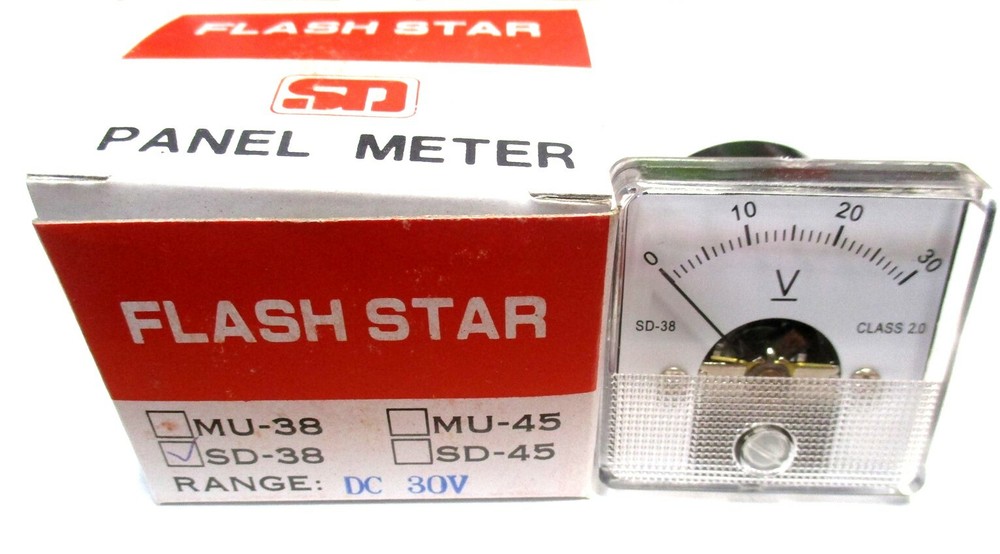 FLASH STAR
SD
PANEL METER
FLASH STAR
MU-38 MU-45
SD-38 SD-45
RANGE: DC 30V
0 10 20 30
V
SD-38 CLASS 2.0